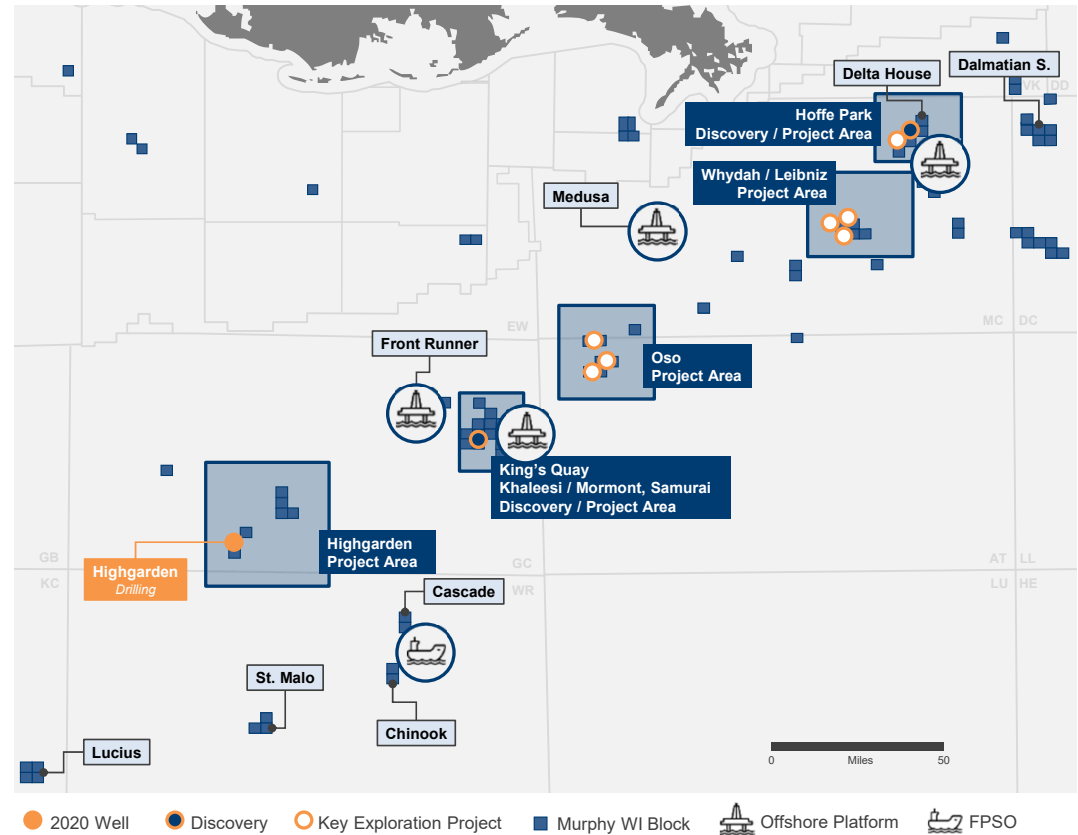 Delta House
Dalmatian S.
VK
DD
Hoffe Park
Discovery / Project Area
Whydah / Leibniz
Project Area
Medusa
EW
MC
DC
Front Runner
Oso
Project Area
King's Quay
Khaleesi / Mormont, Samurai
Discovery / Project Area
Highgarden
Project Area
Highgarden
Drilling
GB
KC
GC
WR
AT
LL
LU
HE
Cascade
St. Malo
Chinook
Lucius
0
Miles
50
2020 Well
Discovery
Key Exploration Project
Murphy WI Block
Offshore Platform
FPSO